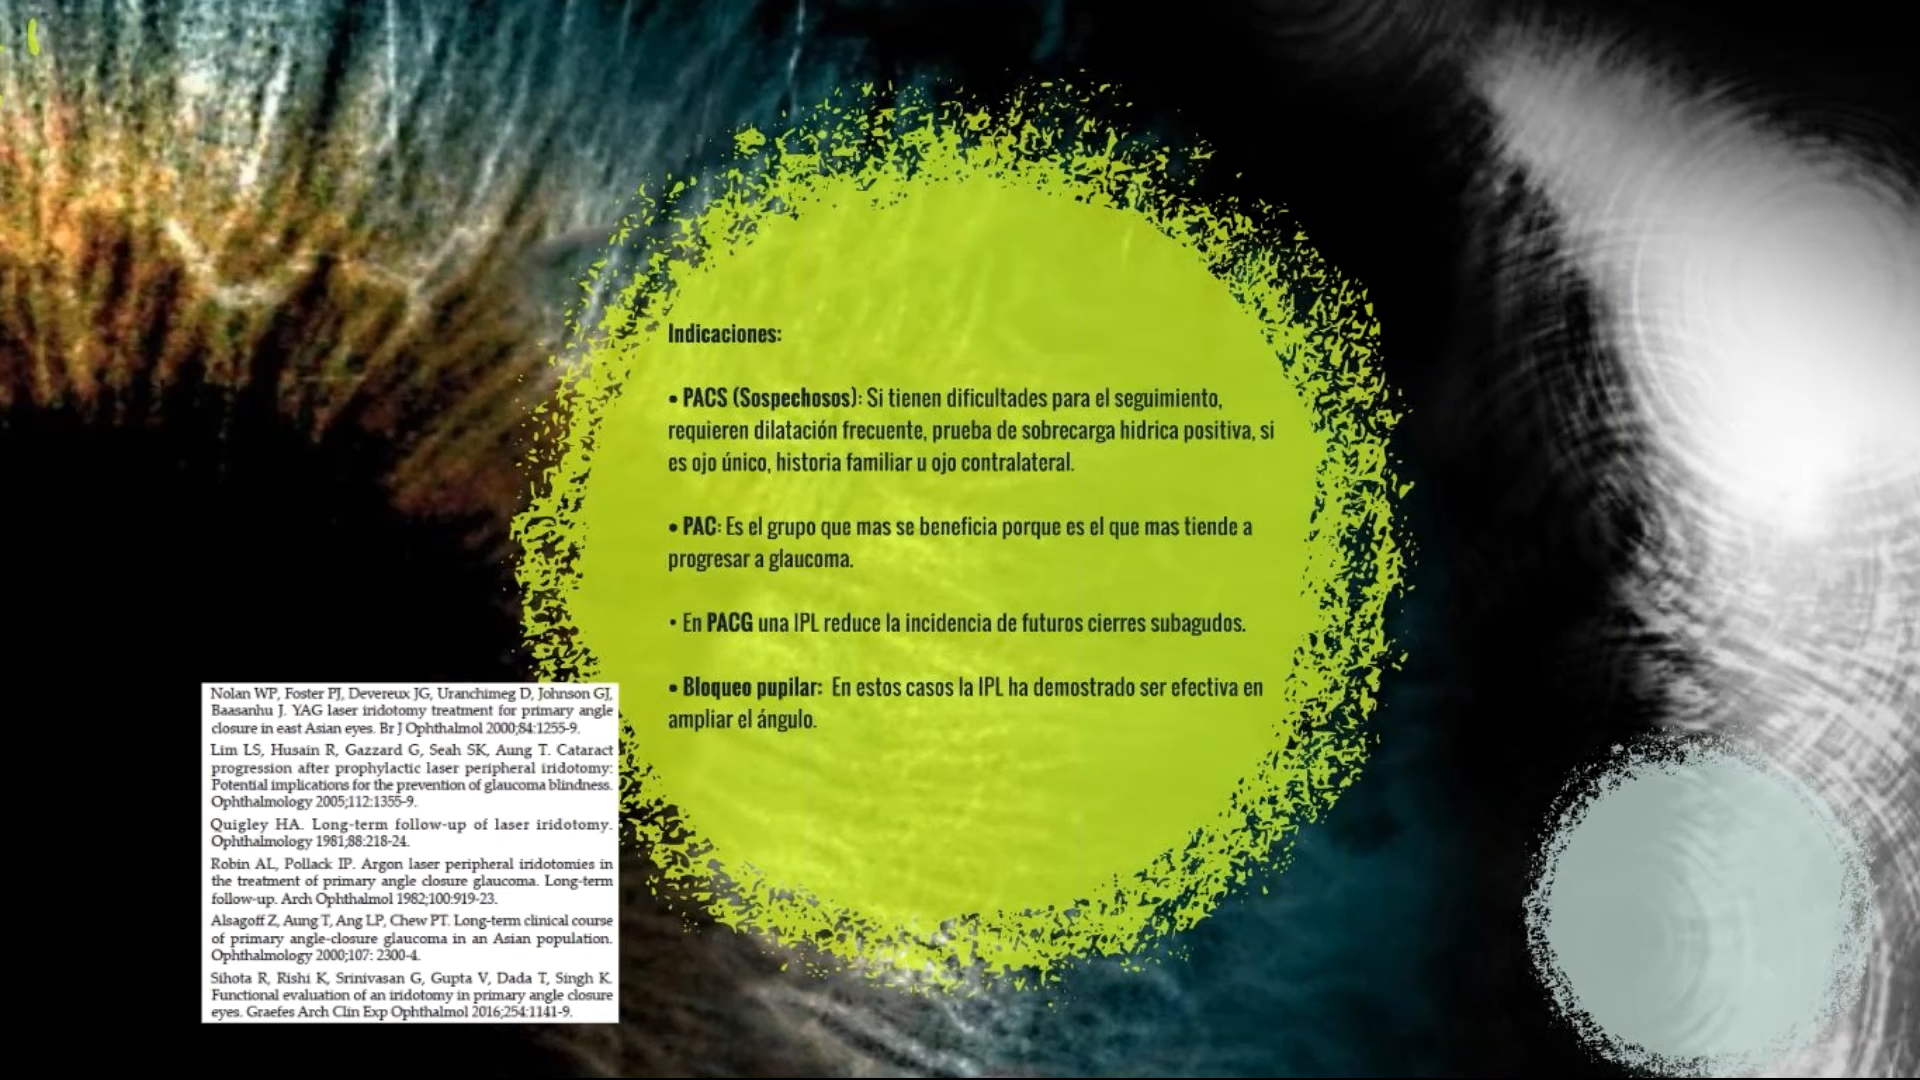 Indicaciones:
• PACS (Sospechosos): Si tienen dificultades para el seguimiento,
requieren dilatación frecuente, prueba de sobrecarga hidrica positiva, si
es ojo único, historia familiar u ojo contralateral.
• PAC: Es el grupo que mas se beneficia porque es el que mas tiende a
progresar a glaucoma.
• En PACG una IPL reduce la incidencia de futuros cierres subagudos.
• Bloqueo pupilar: En estos casos la IPL ha demostrado ser efectiva en
ampliar el ángulo.
Nolan WP, Foster PJ, Devereux JG, Uranchimeg D, Johnson GJ,
Baasanhu J. YAG laser iridotomy treatment for primary angle
closure in east Asian eyes. Br J Ophthalmol 2000;84:1255-9.
Lim LS, Husain R, Gazzard G, Seah SK, Aung T. Cataract
progression after prophylactic laser peripheral iridotomy:
Potential implications for the prevention of glaucoma blindness.
Ophthalmology 2005;112:1355-9.
Quigley HA. Long-term follow-up of laser iridotomy.
Ophthalmology 1981;88:218-24.
Robin AL, Pollack IP. Argon laser peripheral iridotomies in
the treatment of primary angle closure glaucoma. Long-term
follow-up. Arch Ophthalmol 1982;100:919-23.
Alsagoff Z, Aung T, Ang LP, Chew PT. Long-term clinical course
of primary angle-closure glaucoma in an Asian population.
Ophthalmology 2000;107: 2300-4.
Sihota R, Rishi K, Srinivasan G, Gupta V, Dada T, Singh K.
Functional evaluation of an iridotomy in primary angle closure
eyes. Graefes Arch Clin Exp Ophthalmol 2016;254:1141-9.